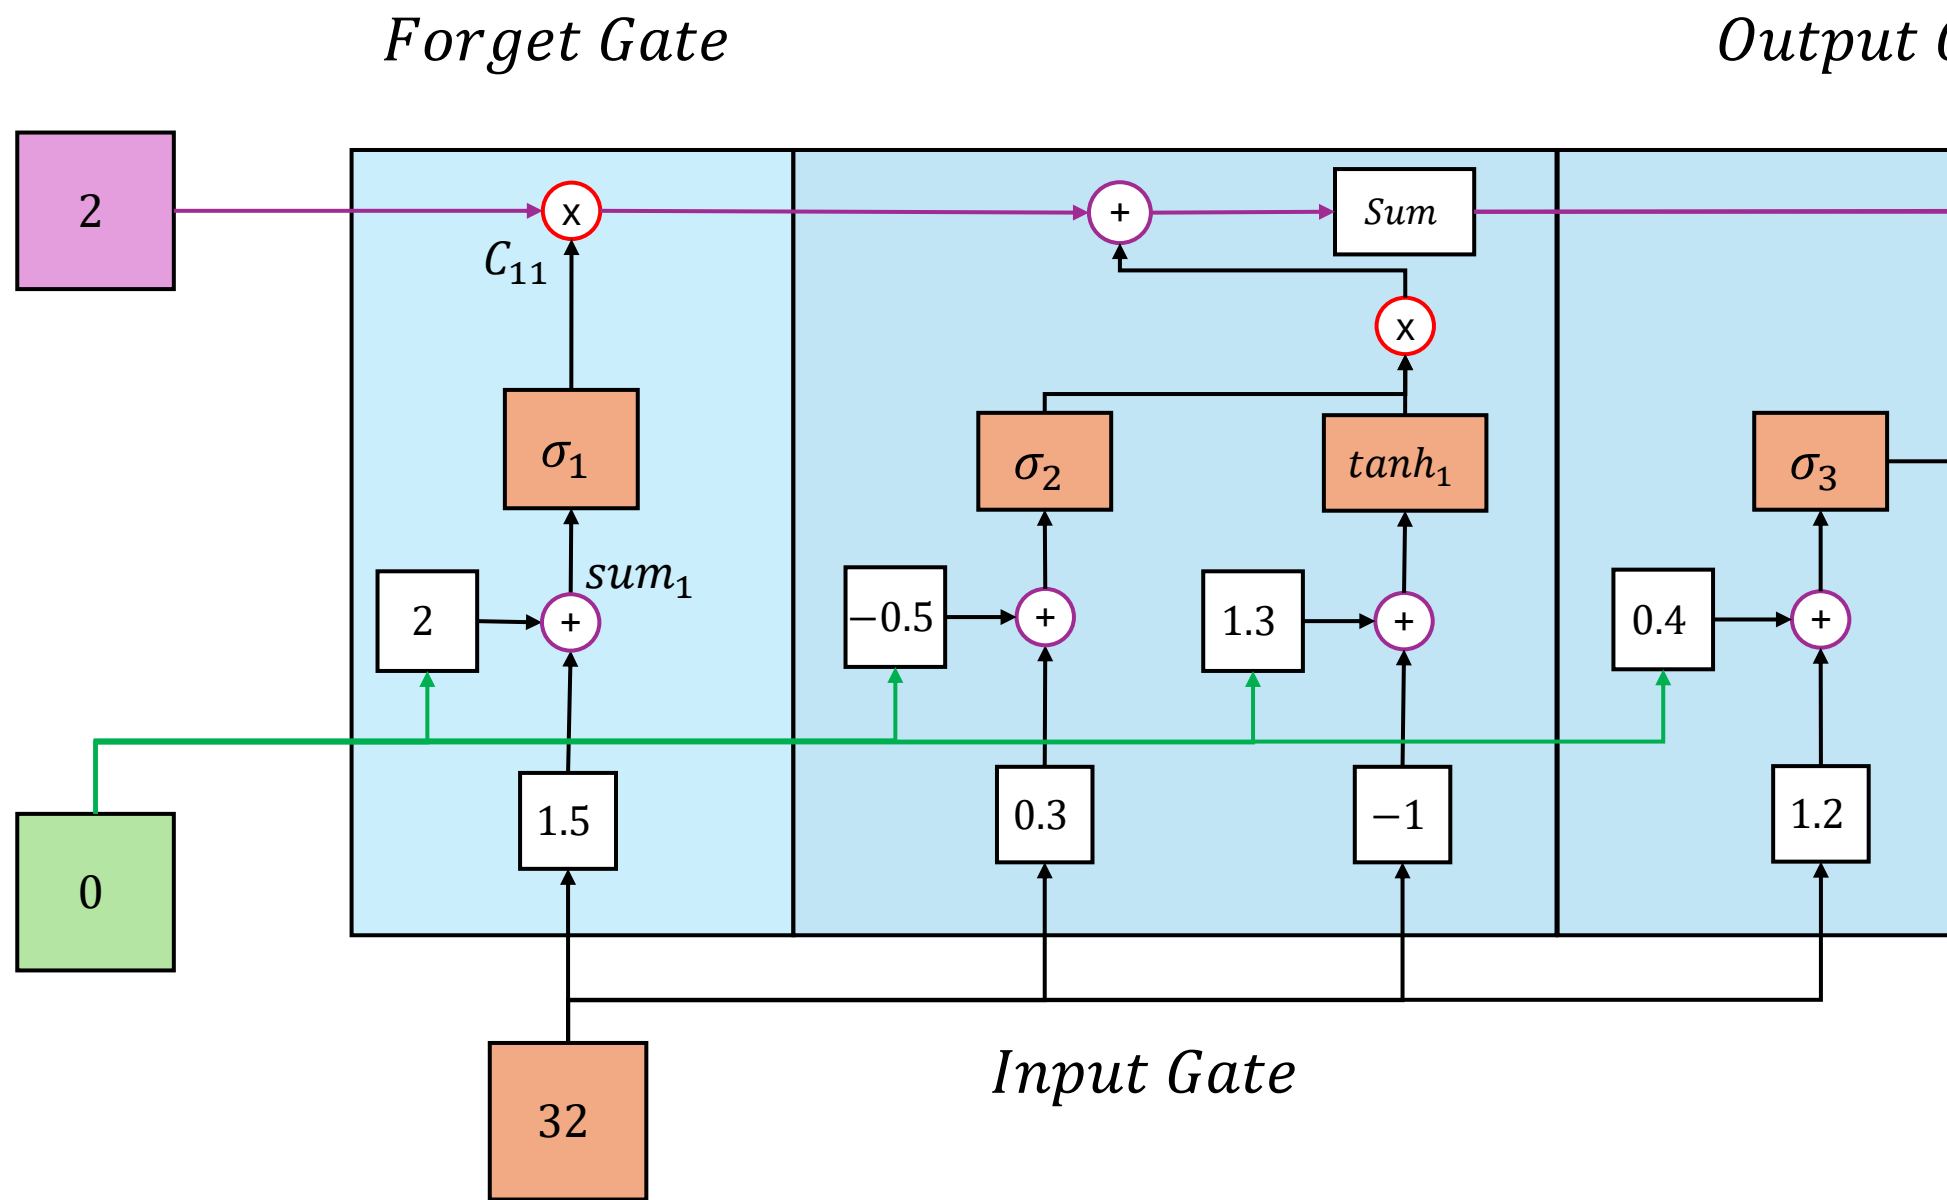 Forget Gate
Output
2
x
+
Sum
C₁₁
x
σ₁
σ₂
tanh₁
σ₃
sum₁
2
+
−0.5
+
1.3
+
0.4
+
1.5
0.3
−1
1.2
0
Input Gate
32